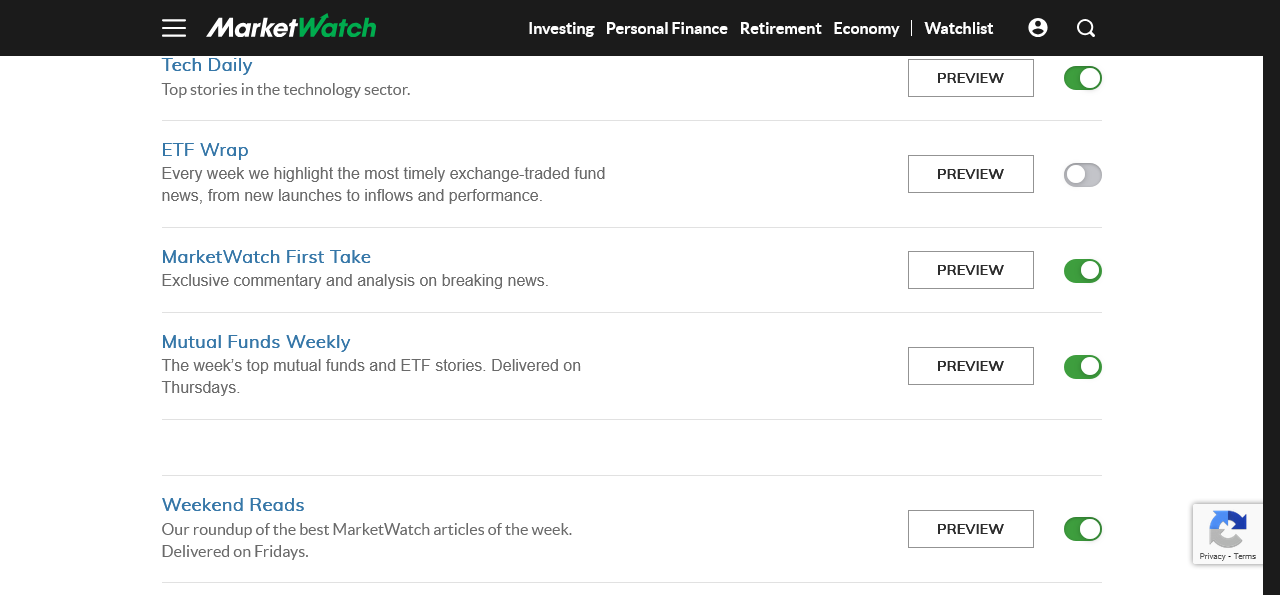 MarketWatch
Investing Personal Finance Retirement Economy Watchlist
Tech Daily
Top stories in the technology sector.
PREVIEW
ETF Wrap
Every week we highlight the most timely exchange-traded fund
news, from new launches to inflows and performance.
PREVIEW
MarketWatch First Take
Exclusive commentary and analysis on breaking news.
PREVIEW
Mutual Funds Weekly
The week’s top mutual funds and ETF stories. Delivered on
Thursdays.
PREVIEW
Weekend Reads
Our roundup of the best MarketWatch articles of the week.
Delivered on Fridays.
PREVIEW
Privacy - Terms